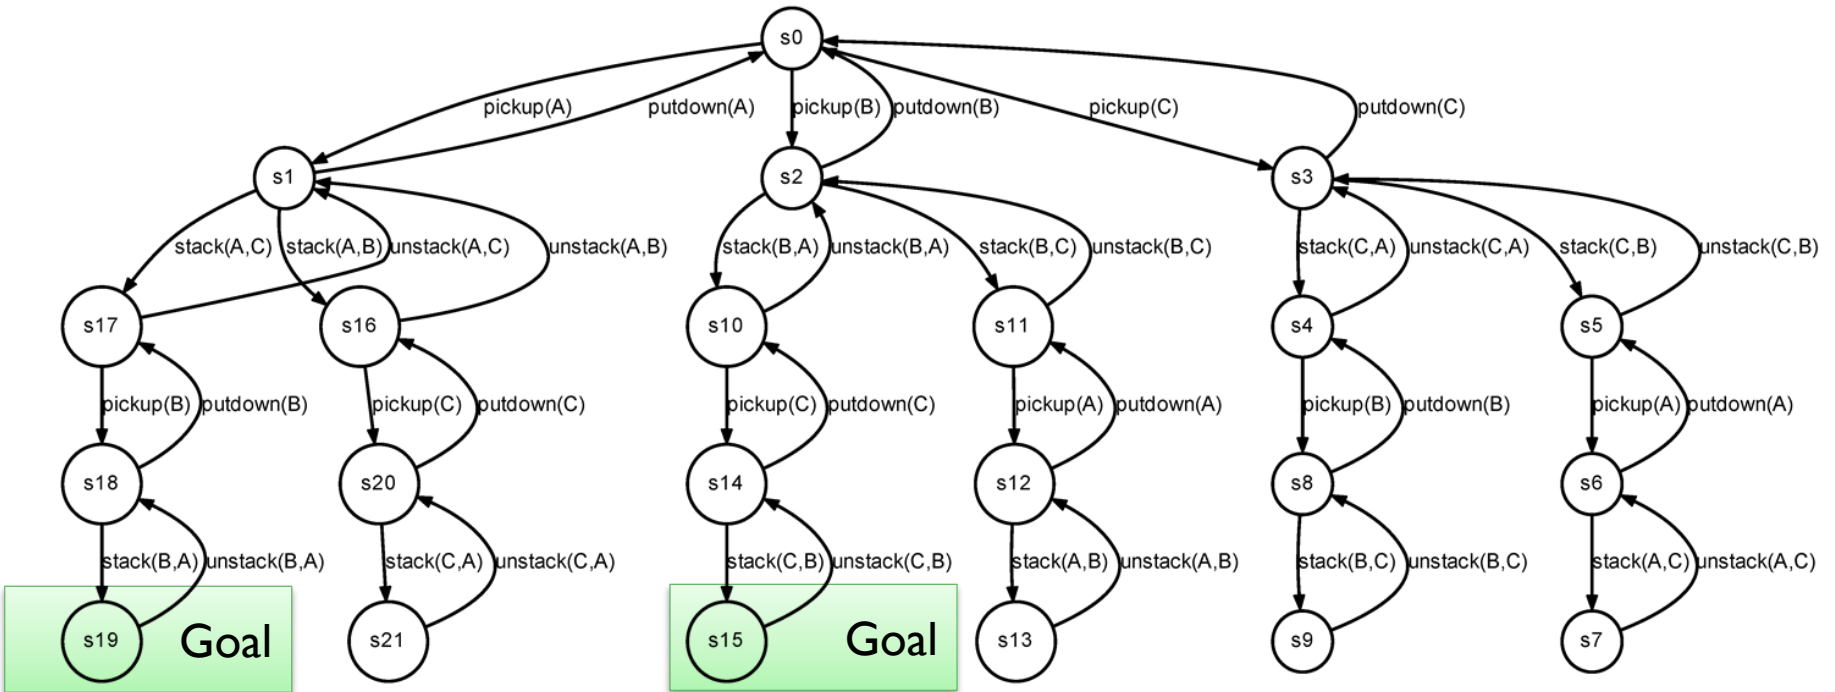 s0
pickup(A) putdown(A) pickup(B) putdown(B) pickup(C) putdown(C)
s1 s2 s3
stack(A,C) stack(A,B) unstack(A,C) unstack(A,B) stack(B,A) unstack(B,A) stack(B,C) unstack(B,C) stack(C,A) unstack(C,A) stack(C,B) unstack(C,B)
s17 s16 s10 s11 s4 s5
pickup(B) putdown(B) pickup(C) putdown(C) pickup(C) putdown(C) pickup(A) putdown(A) pickup(B) putdown(B) pickup(A) putdown(A)
s18 s20 s14 s12 s8 s6
stack(B,A) unstack(B,A) stack(C,A) unstack(C,A) stack(C,B) unstack(C,B) stack(A,B) unstack(A,B) stack(B,C) unstack(B,C) stack(A,C) unstack(A,C)
s19 Goal s21 s15 Goal s13 s9 s7